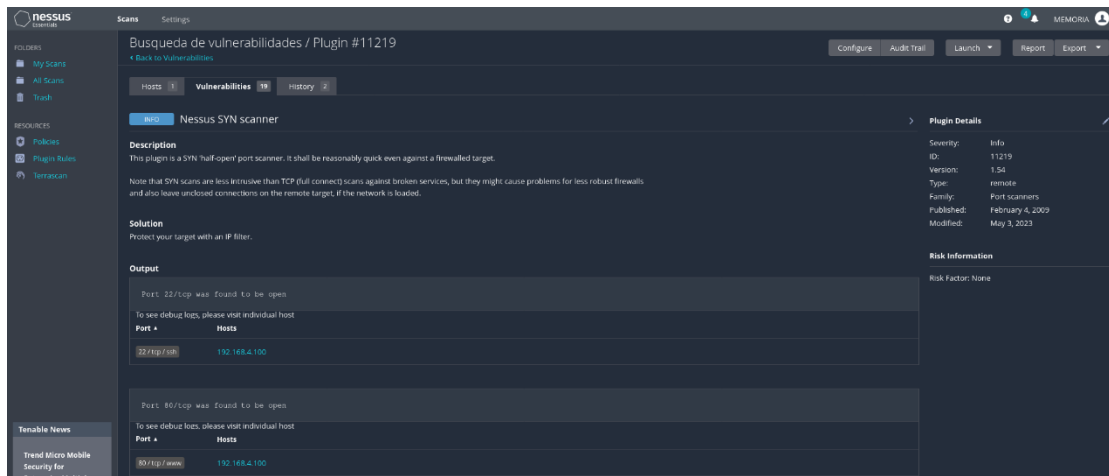 nessus
Essentials
Scans
Settings
4
MEMORIA
FOLDERS
My Scans
All Scans
Trash
RESOURCES
Policies
Plugin Rules
Terrascan
Tenable News
Trend Micro Mobile
Security for
Busqueda de vulnerabilidades / Plugin #11219
Back to Vulnerabilities
Configure
Audit Trail
Launch
Report
Export
Hosts 1
Vulnerabilities 19
History 2
INFO
Nessus SYN scanner
Description
This plugin is a SYN 'half-open' port scanner. It shall be reasonably quick even against a firewalled target.
Note that SYN scans are less intrusive than TCP (full connect) scans against broken services, but they might cause problems for less robust firewalls
and also leave unclosed connections on the remote target, if the network is loaded.
Solution
Protect your target with an IP filter.
Output
Port 22/tcp was found to be open
To see debug logs, please visit individual host
Port Hosts
22 / tcp / ssh 192.168.4.100
Port 80/tcp was found to be open
To see debug logs, please visit individual host
Port Hosts
80 / tcp / www 192.168.4.100
Plugin Details
Severity: Info
ID: 11219
Version: 1.54
Type: remote
Family: Port scanners
Published: February 4, 2009
Modified: May 3, 2023
Risk Information
Risk Factor: None